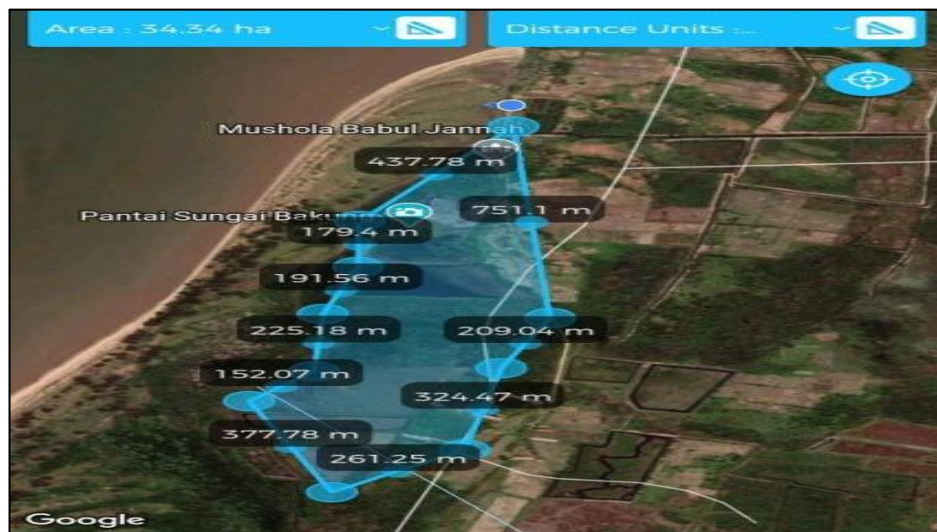 Area : 34.34 ha
Distance Units :...
Mushola Babul Jannah
437.78 m
751.1 m
Pantai Sungai Bakung
179.4 m
191.56 m
225.18 m
209.04 m
152.07 m
324.47 m
377.78 m
261.25 m
Google